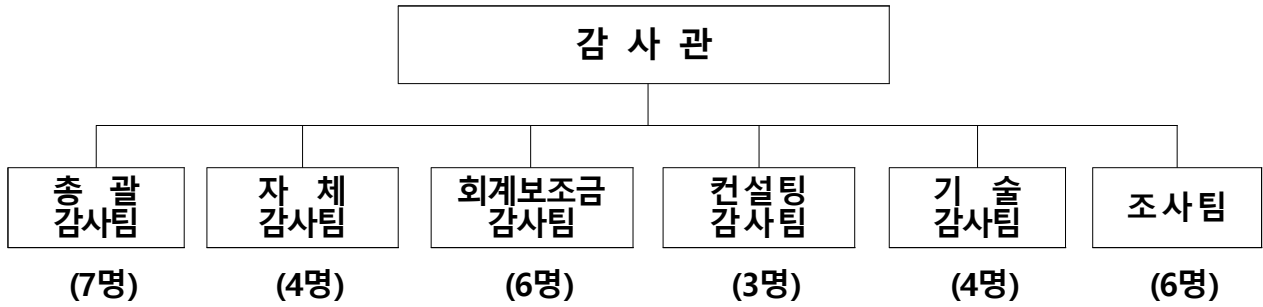 감 사 관
총 괄
감사팀
자 체
감사팀
회계보조금
감사팀
컨설팅
감사팀
기 술
감사팀
조사팀
(7명)
(4명)
(6명)
(3명)
(4명)
(6명)